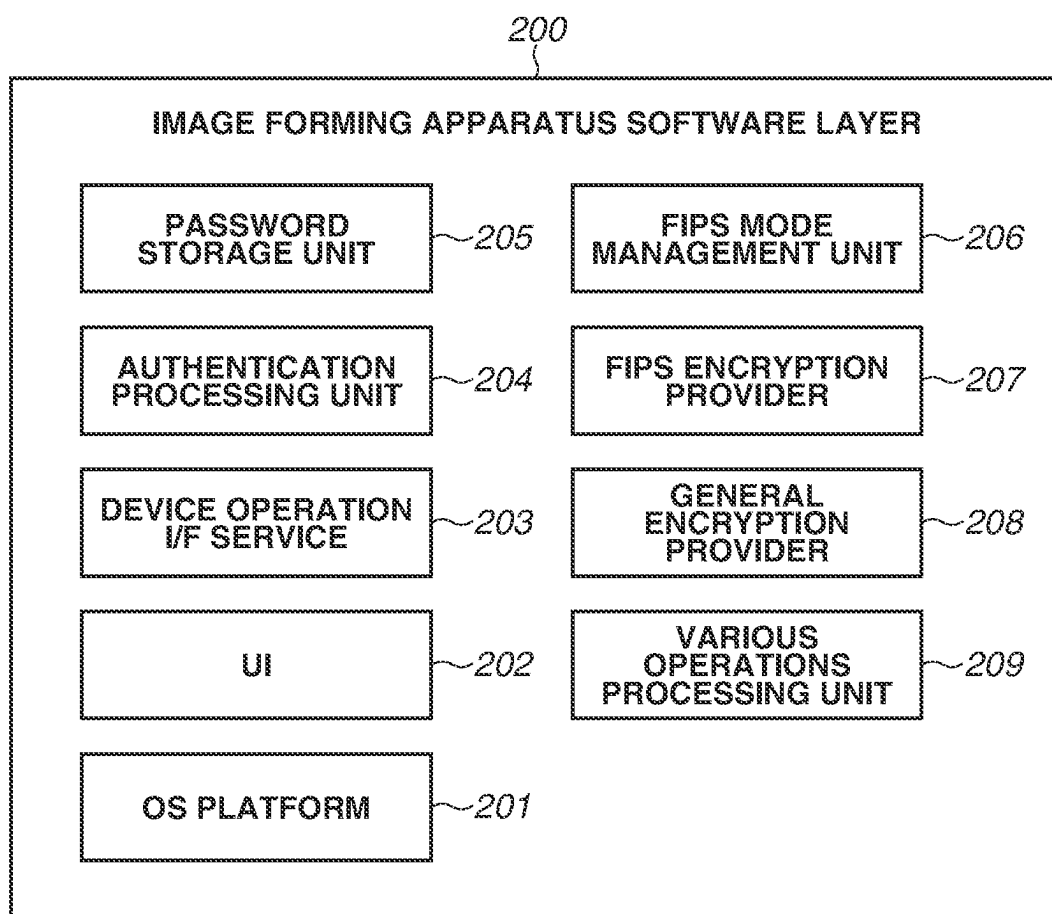 200
IMAGE FORMING APPARATUS SOFTWARE LAYER
PASSWORD
STORAGE UNIT
205
FIPS MODE
MANAGEMENT UNIT
206
AUTHENTICATION
PROCESSING UNIT
204
FIPS ENCRYPTION
PROVIDER
207
DEVICE OPERATION
I/F SERVICE
203
GENERAL
ENCRYPTION
PROVIDER
208
UI
202
VARIOUS
OPERATIONS
PROCESSING UNIT
209
OS PLATFORM
201